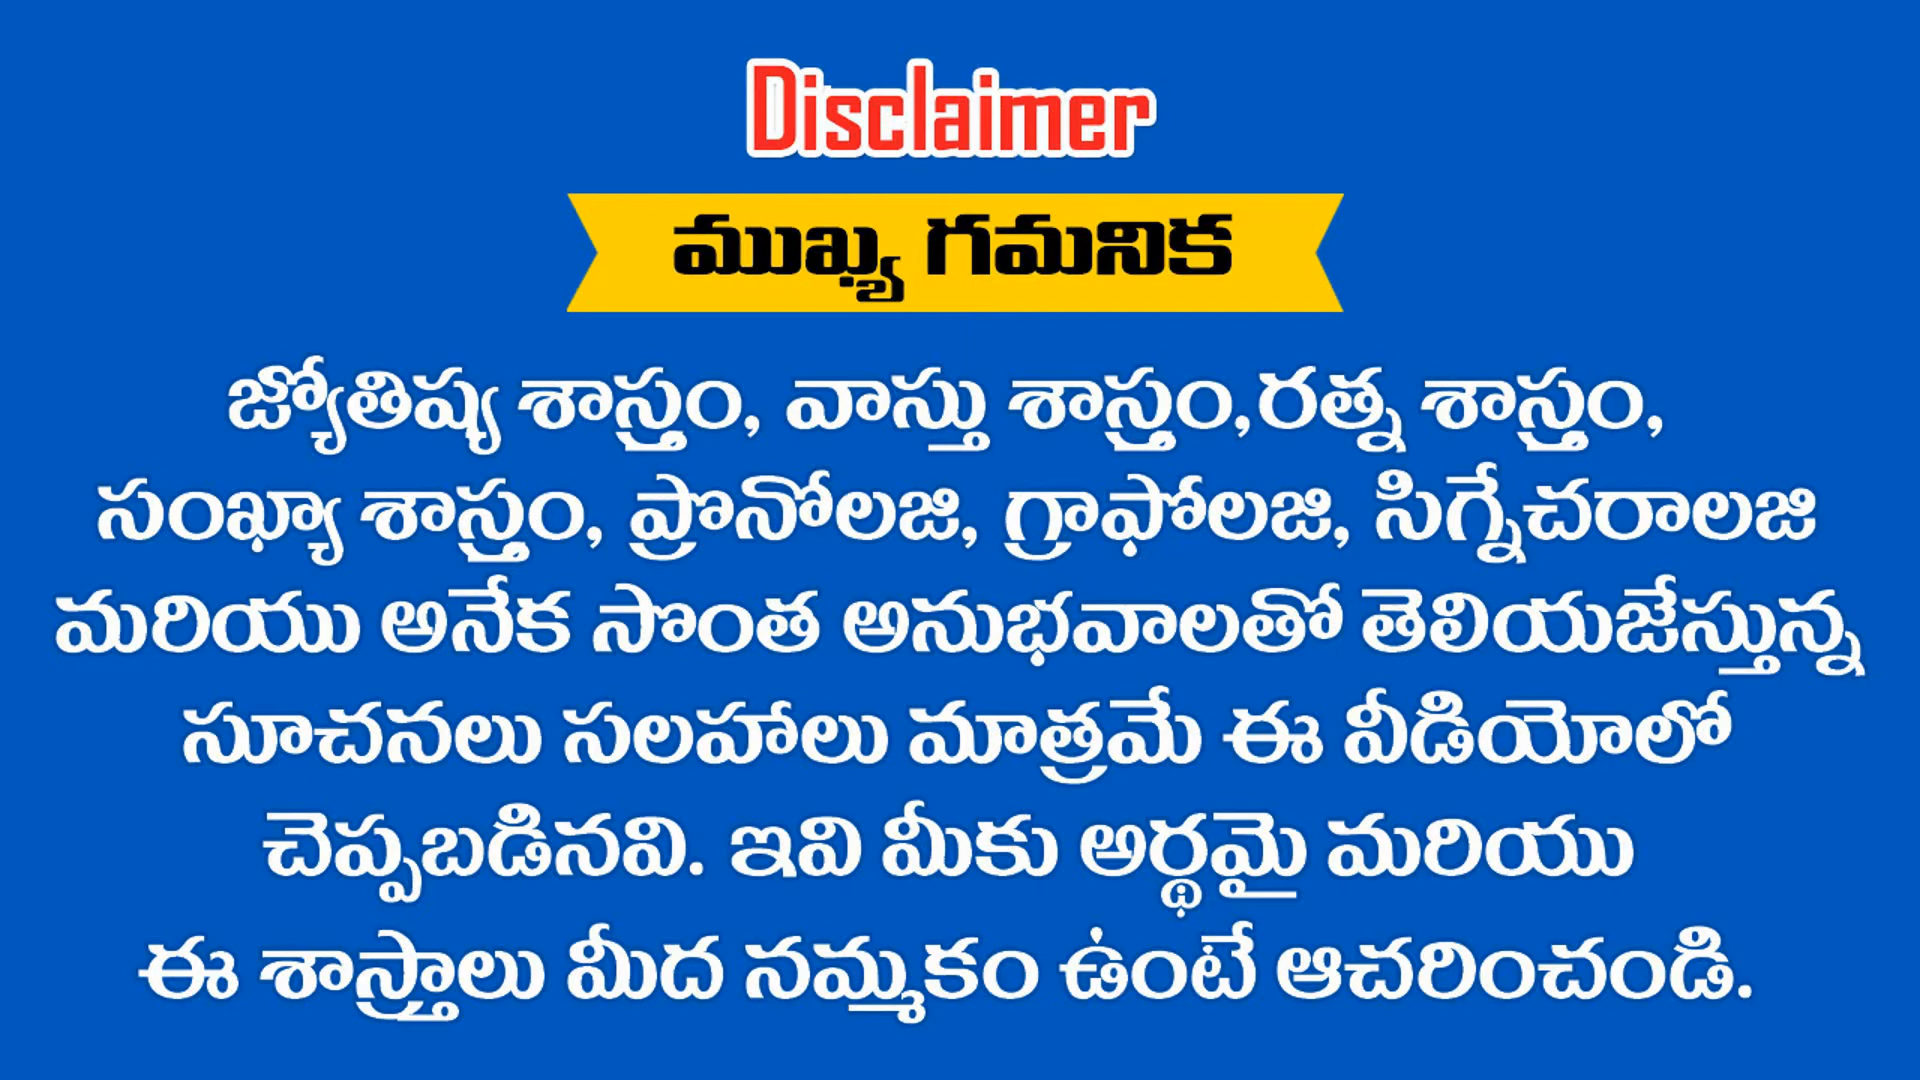 Disclaimer
ముఖ్య గమనిక
జ్యోతిష్య శాస్త్రం, వాస్తు శాస్త్రం,రత్న శాస్త్రం,
సంఖ్యా శాస్త్రం, ప్రొనోలజి, గ్రాఫోలజి, సిగ్నేచరాలజి
మరియు అనేక సొంత అనుభవాలతో తెలియజేస్తున్న
సూచనలు సలహాలు మాత్రమే ఈ వీడియోలో
చెప్పబడినవి. ఇవి మీకు అర్థమై మరియు
ఈ శాస్త్రాలు మీద నమ్మకం ఉంటే ఆచరించండి.